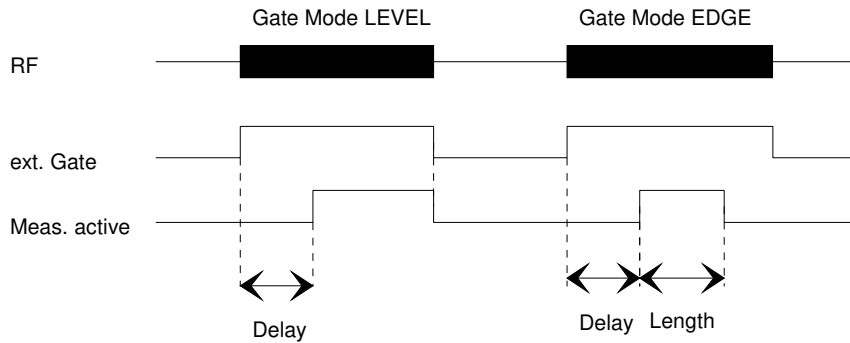 Gate Mode LEVEL
Gate Mode EDGE
RF
ext. Gate
Meas. active
Delay
Delay
Length